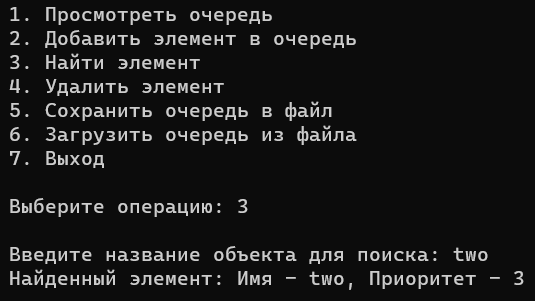 1. Просмотреть очередь
2. Добавить элемент в очередь
3. Найти элемент
4. Удалить элемент
5. Сохранить очередь в файл
6. Загрузить очередь из файла
7. Выход
Выберите операцию: 3
Введите название объекта для поиска: two
Найденный элемент: Имя - two, Приоритет - 3